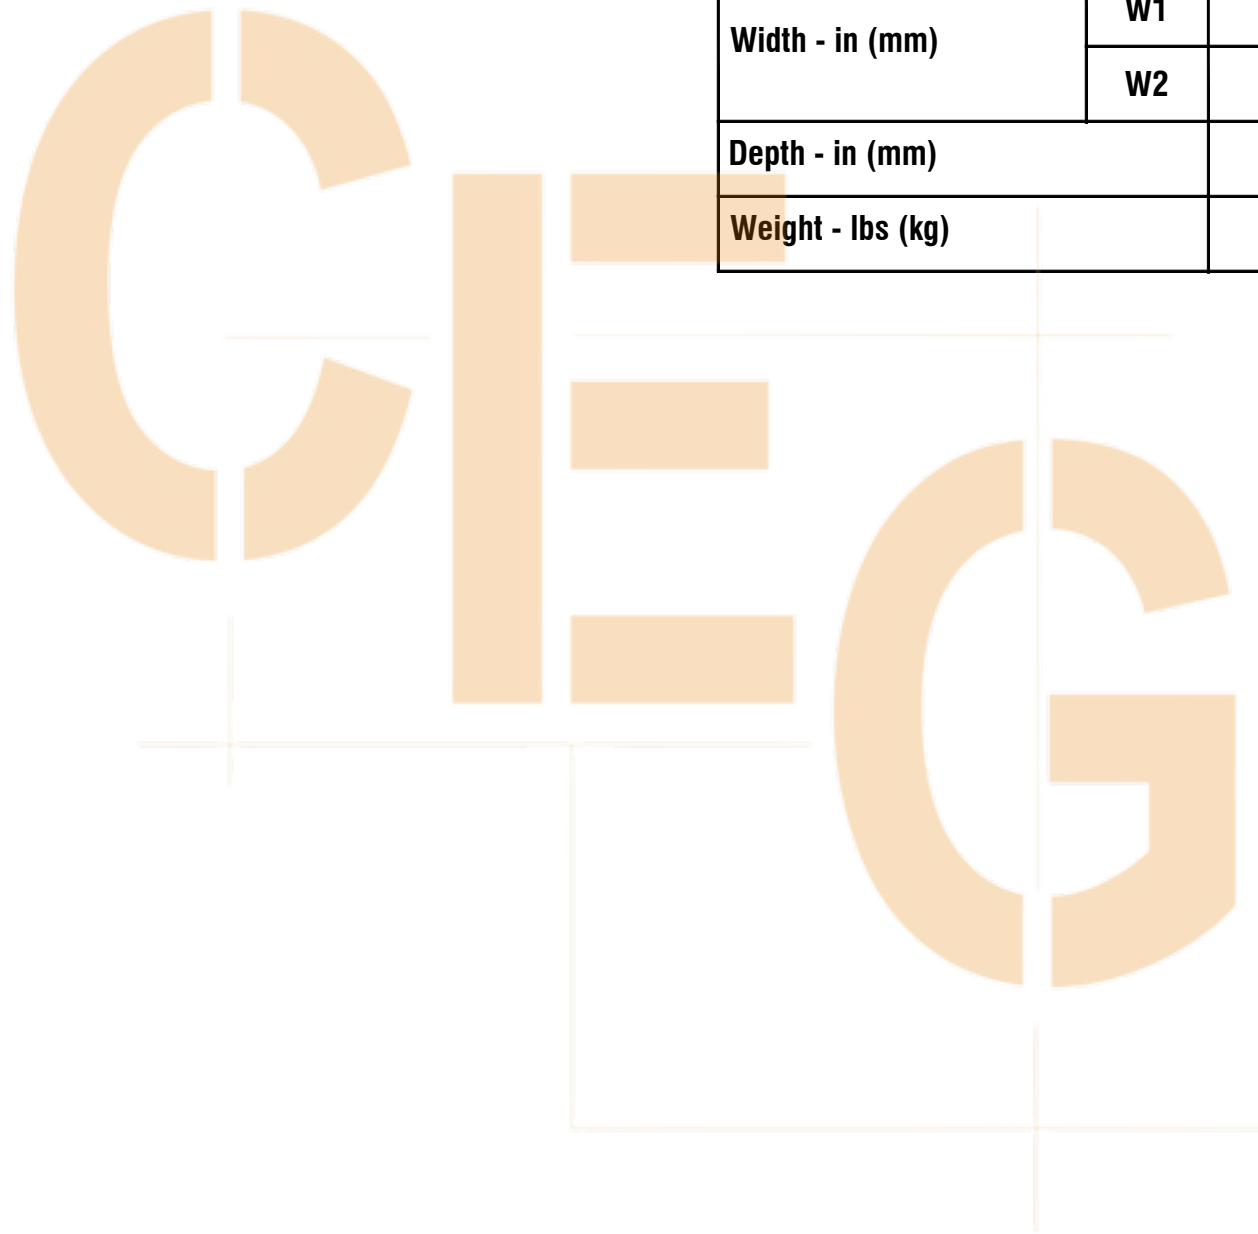 W1
Width - in (mm)
W2
Depth - in (mm)
Weight - lbs (kg)
CEG